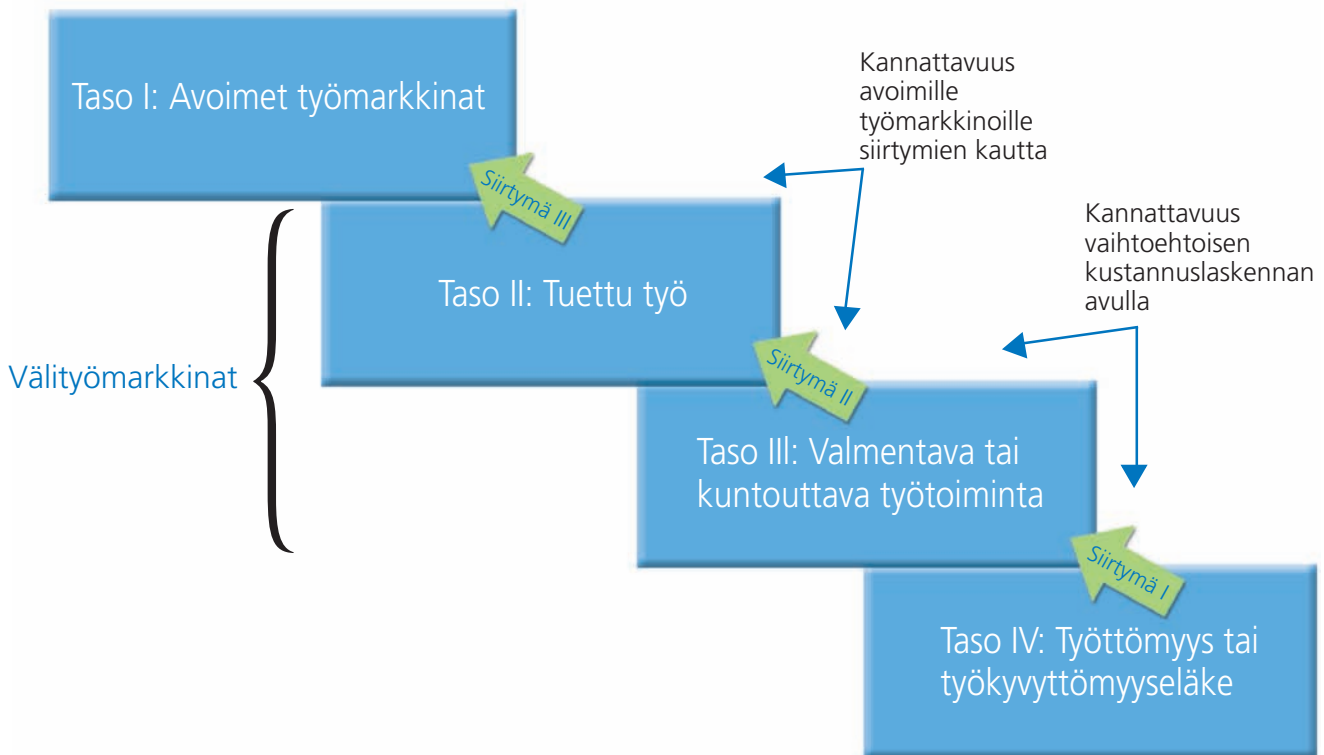 Taso I: Avoimet työmarkkinat
Kannattavuus
avoimille
työmarkkinoille
siirtymien kautta
Siirtymä III
Kannattavuus
vaihtoehtoisen
kustannuslaskennan
avulla
Taso II: Tuettu työ
Välityömarkkinat
Siirtymä II
Taso III: Valmentava tai
kuntouttava työtoiminta
Siirtymä I
Taso IV: Työttömyys tai
työkyvyttömyyseläke